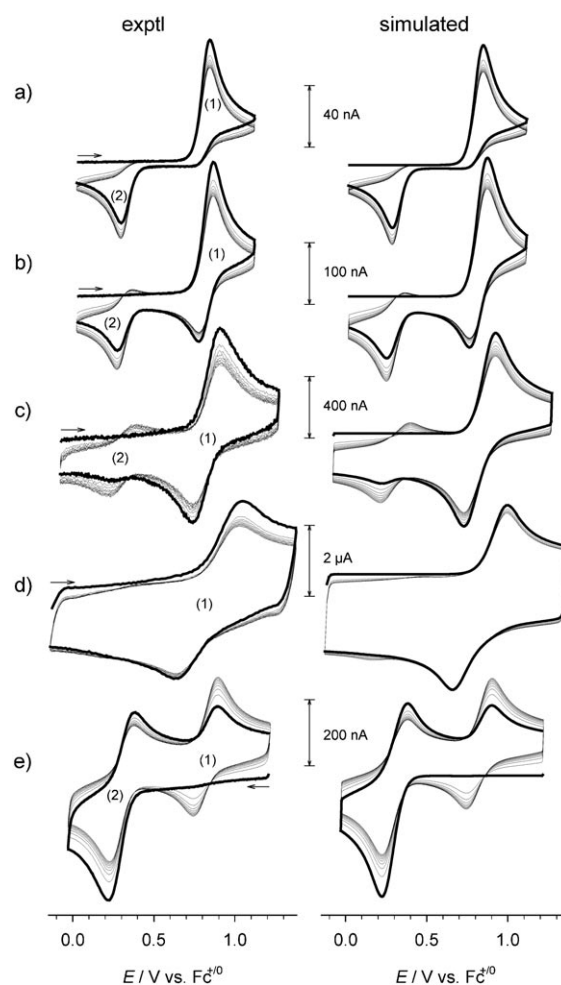 exptl simulated
a)
(1)
40 nA
(2)
b)
(1)
100 nA
(2)
c)
400 nA
(1)
(2)
d)
2 µA
(1)
e)
200 nA
(1)
(2)
0.0 0.5 1.0 0.0 0.5 1.0
E / V vs. Fc+/0 E / V vs. Fc+/0